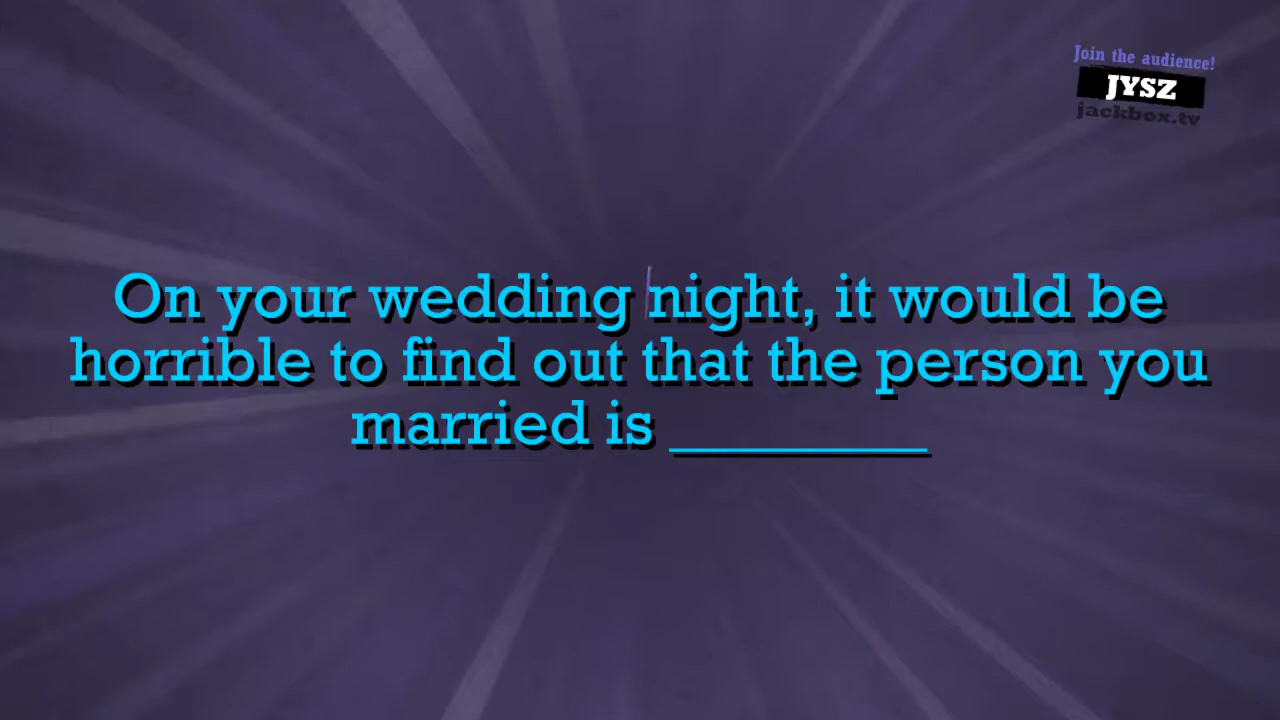 Join the audience!
JYSZ
jackbox.tv
On your wedding night, it would be
horrible to find out that the person you
married is _________